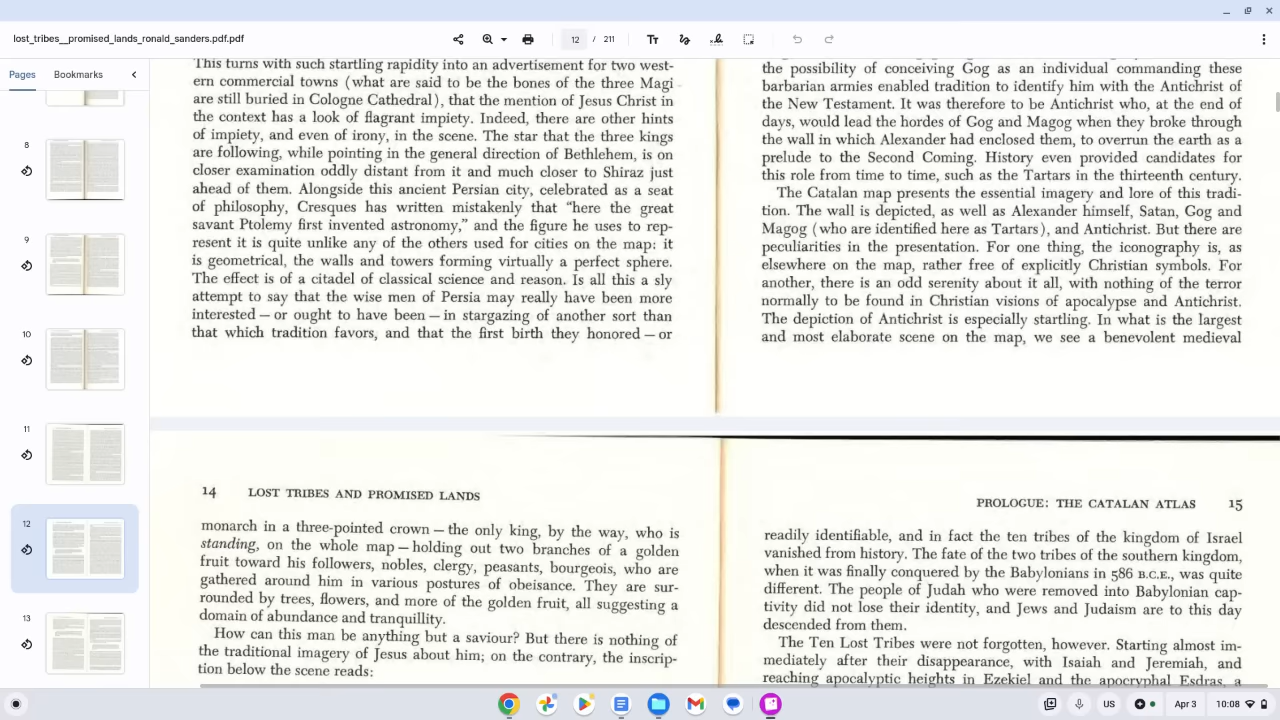 lost_tribes__promised_lands_ronald_sanders.pdf.pdf
12 / 211
Pages
Bookmarks
8
9
10
11
12
13
This turns with such startling rapidity into an advertisement for two west-
ern commercial towns (what are said to be the bones of the three Magi
are still buried in Cologne Cathedral), that the mention of Jesus Christ in
the context has a look of flagrant impiety. Indeed, there are other hints
of impiety, and even of irony, in the scene. The star that the three kings
are following, while pointing in the general direction of Bethlehem, is on
closer examination oddly distant from it and much closer to Shiraz just
ahead of them. Alongside this ancient Persian city, celebrated as a seat
of philosophy, Cresques has written mistakenly that “here the great
savant Ptolemy first invented astronomy,” and the figure he uses to rep-
resent it is quite unlike any of the others used for cities on the map: it
is geometrical, the walls and towers forming virtually a perfect sphere.
The effect is of a citadel of classical science and reason. Is all this a sly
attempt to say that the wise men of Persia may really have been more
interested — or ought to have been — in stargazing of another sort than
that which tradition favors, and that the first birth they honored — or
the possibility of conceiving Gog as an individual commanding these
barbarian armies enabled tradition to identify him with the Antichrist of
the New Testament. It was therefore to be Antichrist who, at the end of
days, would lead the hordes of Gog and Magog when they broke through
the wall in which Alexander had enclosed them, to overrun the earth as a
prelude to the Second Coming. History even provided candidates for
this role from time to time, such as the Tartars in the thirteenth century.
The Catalan map presents the essential imagery and lore of this tradi-
tion. The wall is depicted, as well as Alexander himself, Satan, Gog and
Magog (who are identified here as Tartars), and Antichrist. But there are
peculiarities in the presentation. For one thing, the iconography is, as
elsewhere on the map, rather free of explicitly Christian symbols. For
another, there is an odd serenity about it all, with nothing of the terror
normally to be found in Christian visions of apocalypse and Antichrist.
The depiction of Antichrist is especially startling. In what is the largest
and most elaborate scene on the map, we see a benevolent medieval
14 LOST TRIBES AND PROMISED LANDS
monarch in a three-pointed crown — the only king, by the way, who is
standing, on the whole map — holding out two branches of a golden
fruit toward his followers, nobles, clergy, peasants, bourgeois, who are
gathered around him in various postures of obeisance. They are sur-
rounded by trees, flowers, and more of the golden fruit, all suggesting a
domain of abundance and tranquillity.
How can this man be anything but a saviour? But there is nothing of
the traditional imagery of Jesus about him; on the contrary, the inscrip-
tion below the scene reads:
PROLOGUE: THE CATALAN ATLAS 15
readily identifiable, and in fact the ten tribes of the kingdom of Israel
vanished from history. The fate of the two tribes of the southern kingdom,
when it was finally conquered by the Babylonians in 586 B.C.E., was quite
different. The people of Judah who were removed into Babylonian cap-
tivity did not lose their identity, and Jews and Judaism are to this day
descended from them.
The Ten Lost Tribes were not forgotten, however. Starting almost im-
mediately after their disappearance, with Isaiah and Jeremiah, and
reaching apocalyptic heights in Ezekiel and the apocryphal Esdras, a
US
Apr 3
10:08